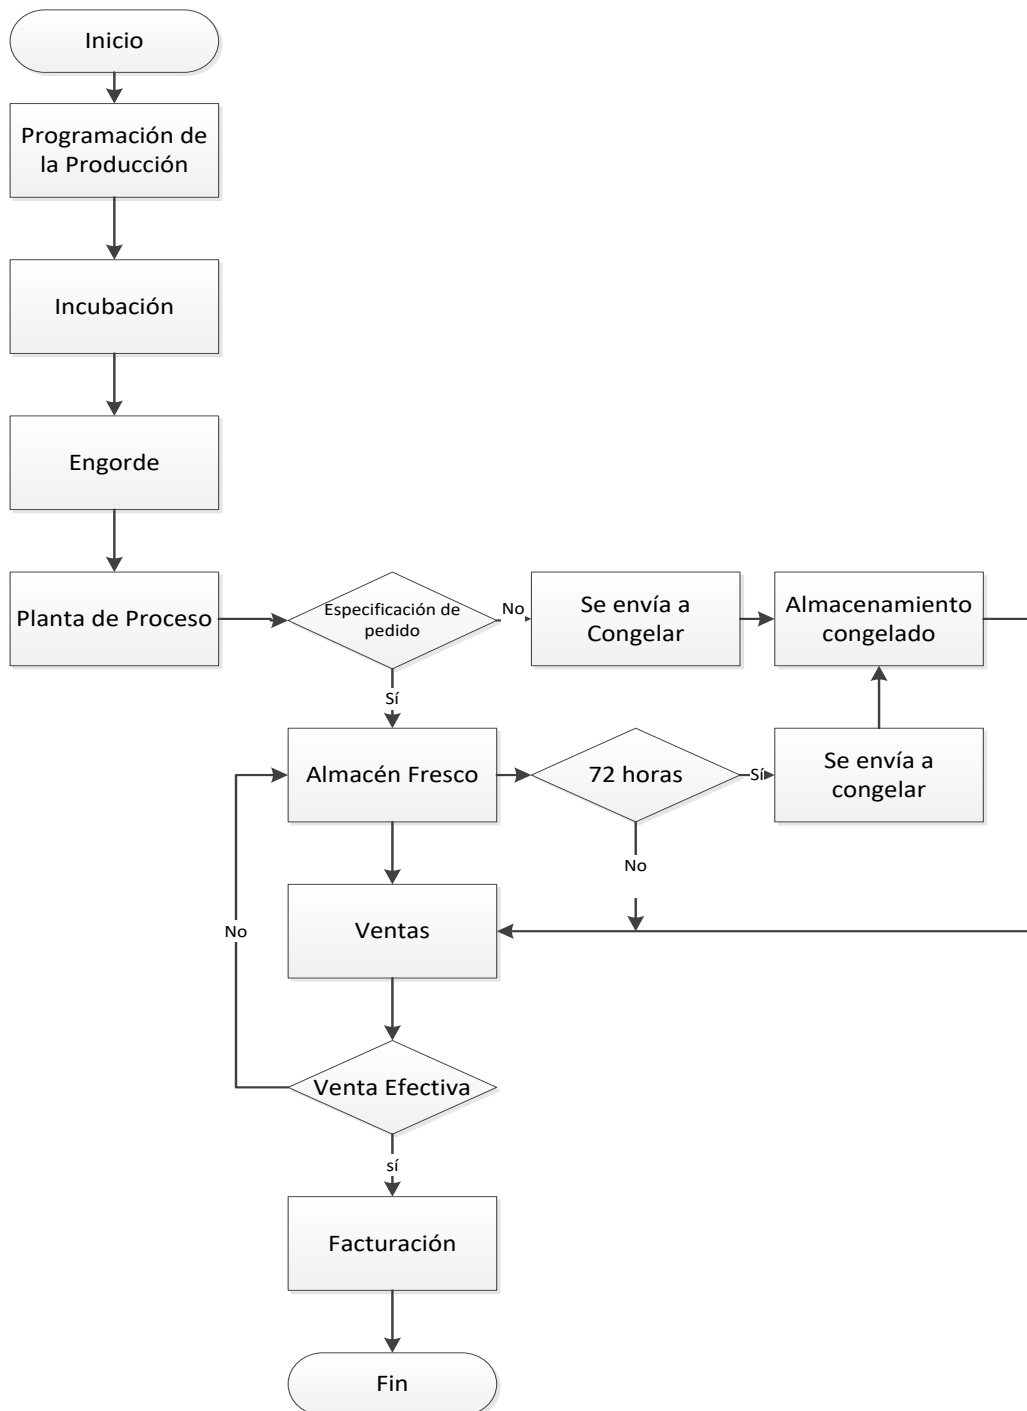 Inicio
Programación de
la Producción
Incubación
Engorde
Planta de Proceso
Especificación de
pedido
No
Se envía a
Congelar
Almacenamiento
congelado
Sí
Almacén Fresco
72 horas
Sí
Se envía a
congelar
No
Ventas
No
Venta Efectiva
sí
Facturación
Fin